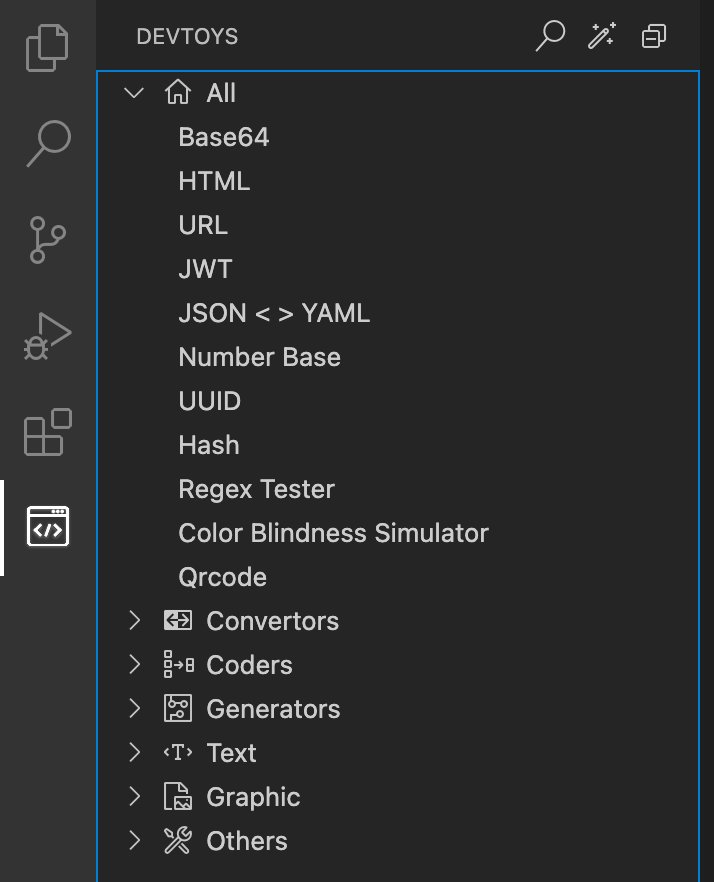 DEVTOYS
All
Base64
HTML
URL
JWT
JSON < > YAML
Number Base
UUID
Hash
Regex Tester
Color Blindness Simulator
Qrcode
Convertors
Coders
Generators
Text
Graphic
Others